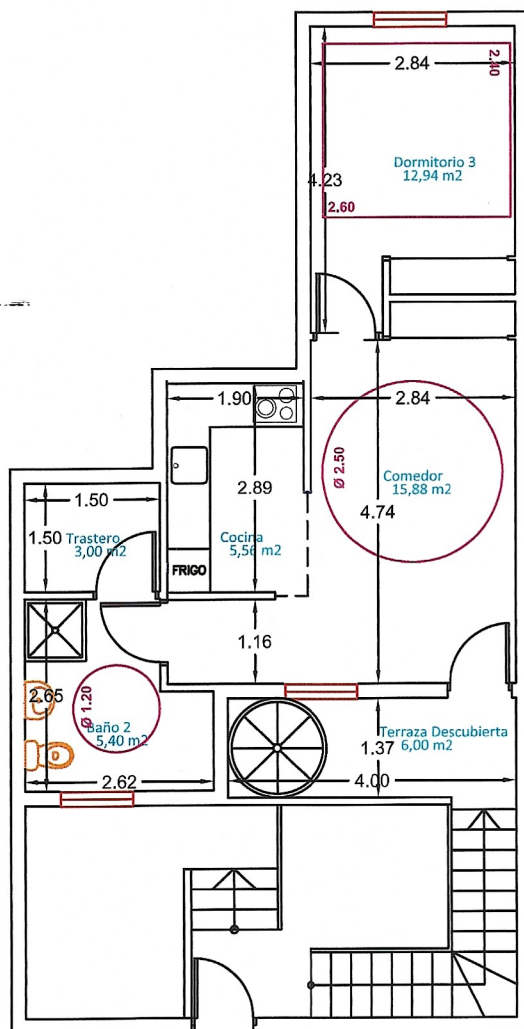 2.84
2.40
Dormitorio 3
12,94 m2
4.23
2.60
1.90
2.84
Ø 2.50
Comedor
15,88 m2
2.89
4.74
1.50
1.50
Trastero
3,00 m2
Cocina
5,56 m2
FRIGO
1.16
2.65
Ø 1.20
Baño 2
5,40 m2
2.62
Terraza Descubierta
6,00 m2
1.37
4.00